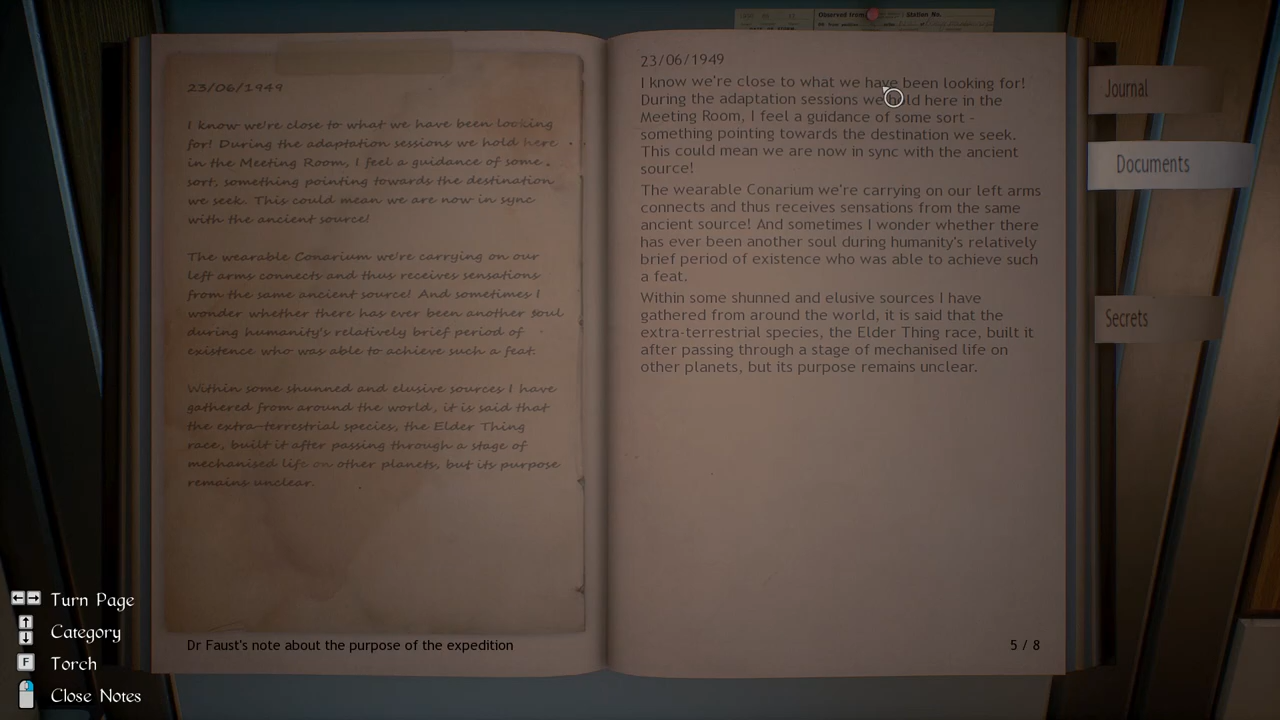 Observed from
Station No.
23/06/1949
I know we're close to what we have been looking
for! During the adaptation sessions we hold here
in the Meeting Room, I feel a guidance of some
sort, something pointing towards the destination
we seek. This could mean we are now in sync
with the ancient source!
The wearable Conarium we're carrying on our
left arms connects and thus receives sensations
from the same ancient source! And sometimes I
wonder whether there has ever been another soul
during humanity's relatively brief period of
existence who was able to achieve such a feat.
Within some shunned and elusive sources I have
gathered from around the world, it is said that
the extra-terrestrial species, the Elder Thing
race, built it after passing through a stage of
mechanised life on other planets, but its purpose
remains unclear.
Dr Faust's note about the purpose of the expedition
23/06/1949
I know we're close to what we have been looking for!
During the adaptation sessions we hold here in the
Meeting Room, I feel a guidance of some sort -
something pointing towards the destination we seek.
This could mean we are now in sync with the ancient
source!
The wearable Conarium we're carrying on our left arms
connects and thus receives sensations from the same
ancient source! And sometimes I wonder whether there
has ever been another soul during humanity's relatively
brief period of existence who was able to achieve such
a feat.
Within some shunned and elusive sources I have
gathered from around the world, it is said that the
extra-terrestrial species, the Elder Thing race, built it
after passing through a stage of mechanised life on
other planets, but its purpose remains unclear.
5 / 8
Journal
Documents
Secrets
Turn Page
Category
F Torch
Close Notes